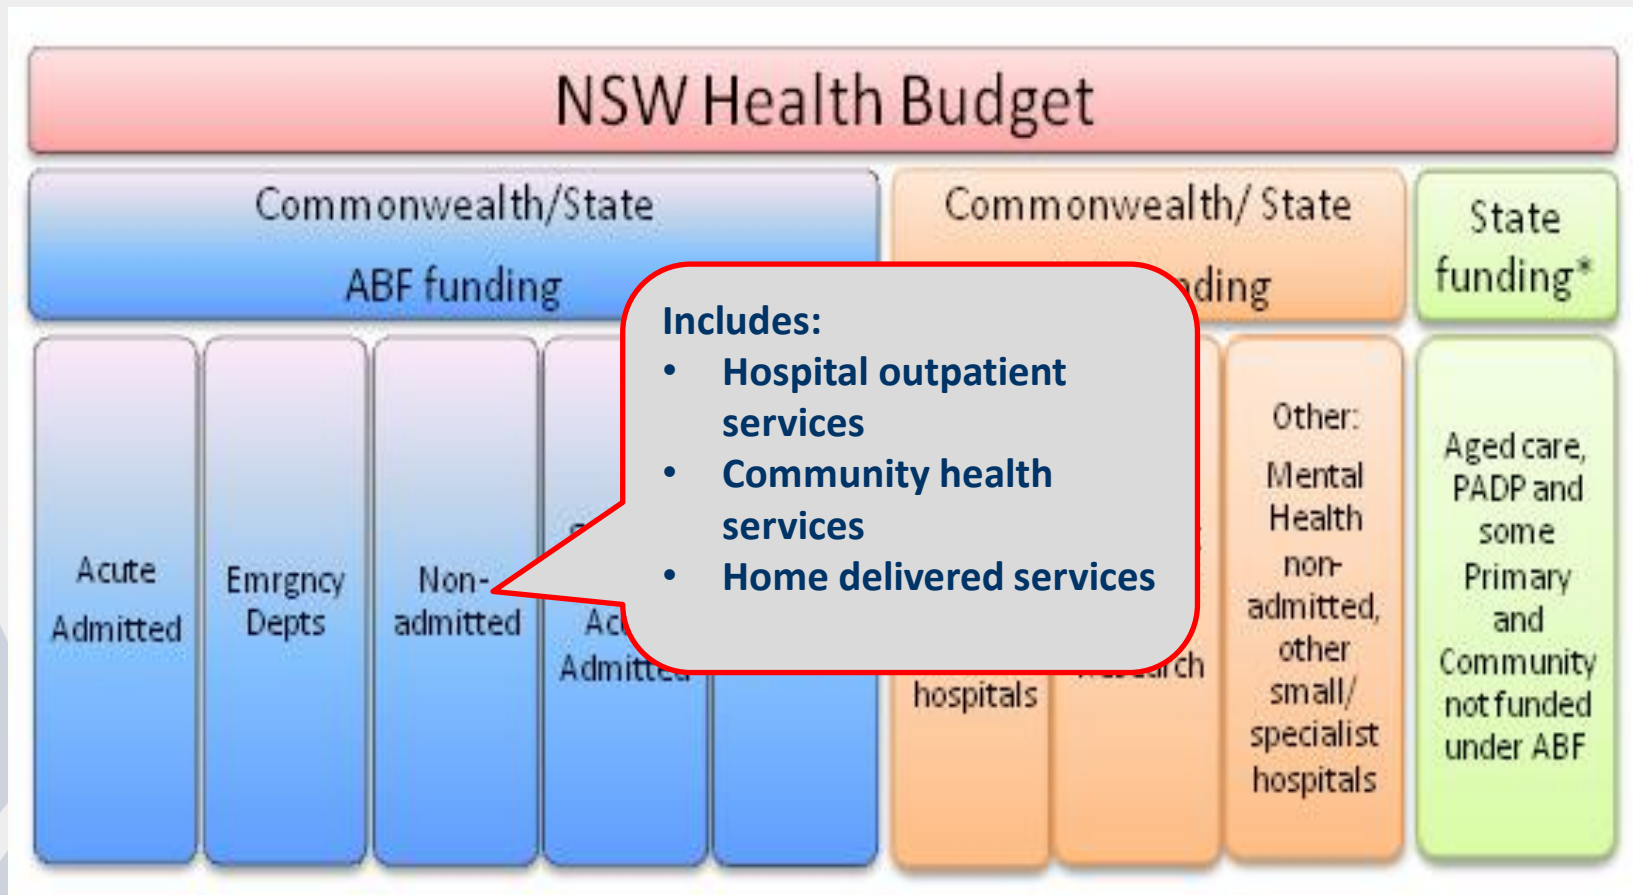 NSW Health Budget
Commonwealth/State
ABF funding
Commonwealth/ State
State
funding*
Includes:
• Hospital outpatient
services
• Community health
services
• Home delivered services
Acute
Admitted
Emrgncy
Depts
Non-
admitted
Admitted
hospitals
Other:
Mental
Health
non-
admitted,
other
small/
specialist
hospitals
Aged care,
PADP and
some
Primary
and
Community
not funded
under ABF